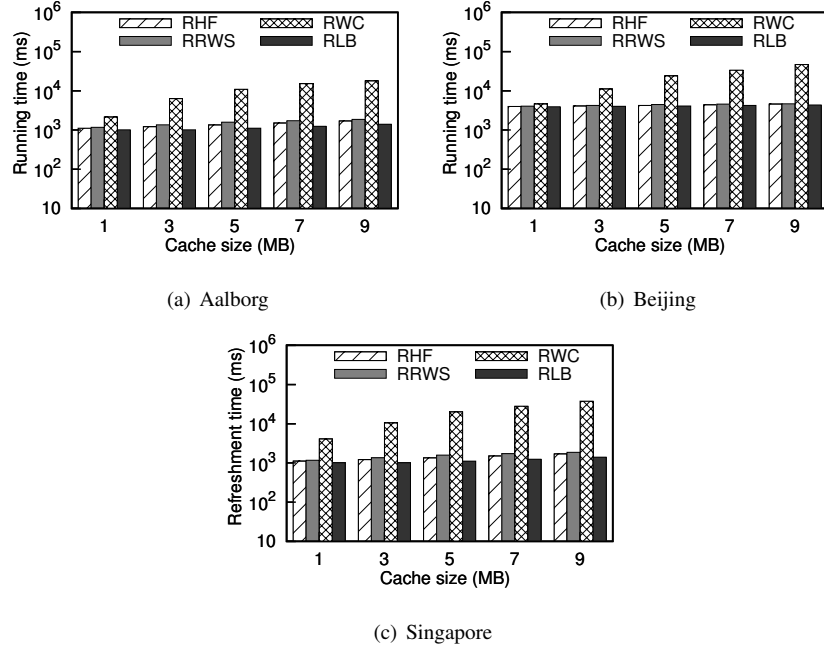 10^6
10^5
10^4
10^3
10^2
10
Running time (ms)
RHF
RRWS
RWC
RLB
1 3 5 7 9
Cache size (MB)
(a) Aalborg
10^6
10^5
10^4
10^3
10^2
10
Running time (ms)
RHF
RRWS
RWC
RLB
1 3 5 7 9
Cache size (MB)
(b) Beijing
10^6
10^5
10^4
10^3
10^2
10
Refreshment time (ms)
RHF
RRWS
RWC
RLB
1 3 5 7 9
Cache size (MB)
(c) Singapore